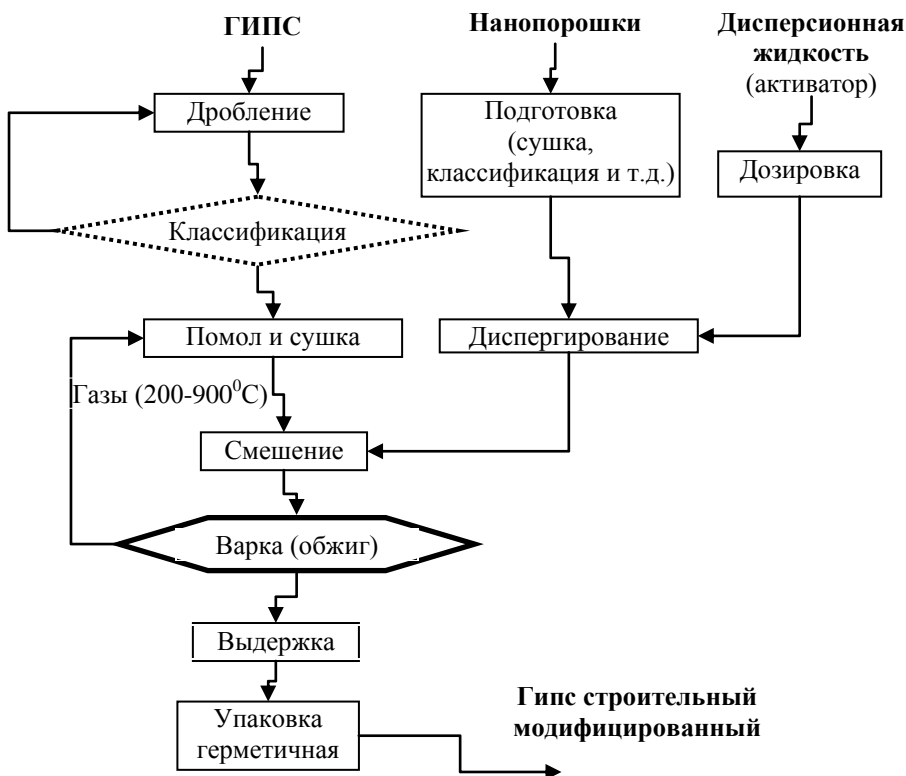 ГИПС
Нанопорошки
Дисперсионная
жидкость
(активатор)
Дробление
Подготовка
(сушка,
классификация и т.д.)
Дозировка
Классификация
Помол и сушка
Диспергирование
Газы (200-900⁰С)
Смешение
Варка (обжиг)
Выдержка
Упаковка
герметичная
Гипс строительный
модифицированный